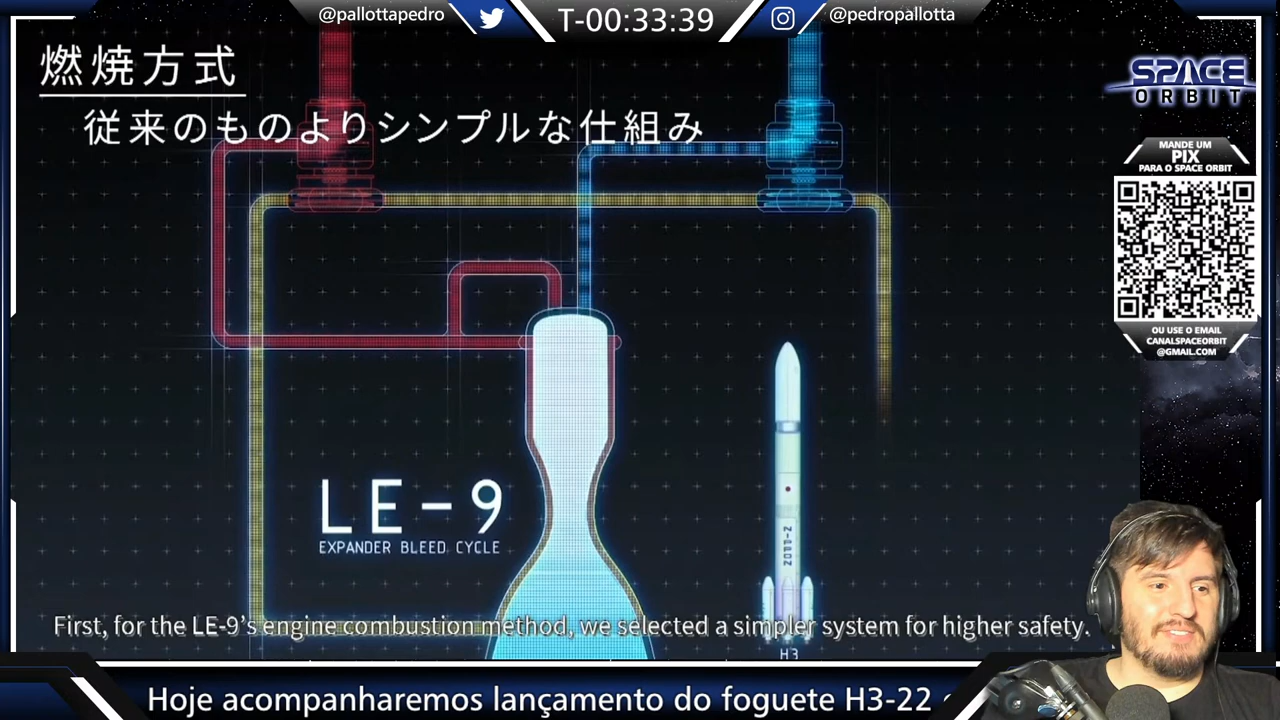 @pallottapedro
T-00:33:39
@pedropallotta
燃焼方式
従来のものよりシンプルな仕組み
SPACE
ORBIT
MANDE UM
PIX
PARA O SPACE ORBIT
OU USE O EMAIL
CANALSPACEORBIT
@GMAIL.COM
LE-9
EXPANDER BLEED CYCLE
NIPPON
First, for the LE-9’s engine combustion method, we selected a simpler system for higher safety.
H3
Hoje acompanharemos lançamento do foguete H3-22